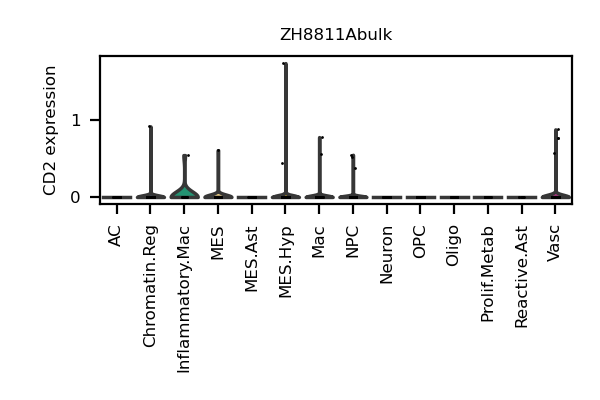 ZH8811Abulk
CD2 expression
1
0
AC
Chromatin.Reg
Inflammatory.Mac
MES
MES.Ast
MES.Hyp
Mac
NPC
Neuron
OPC
Oligo
Prolif.Metab
Reactive.Ast
Vasc